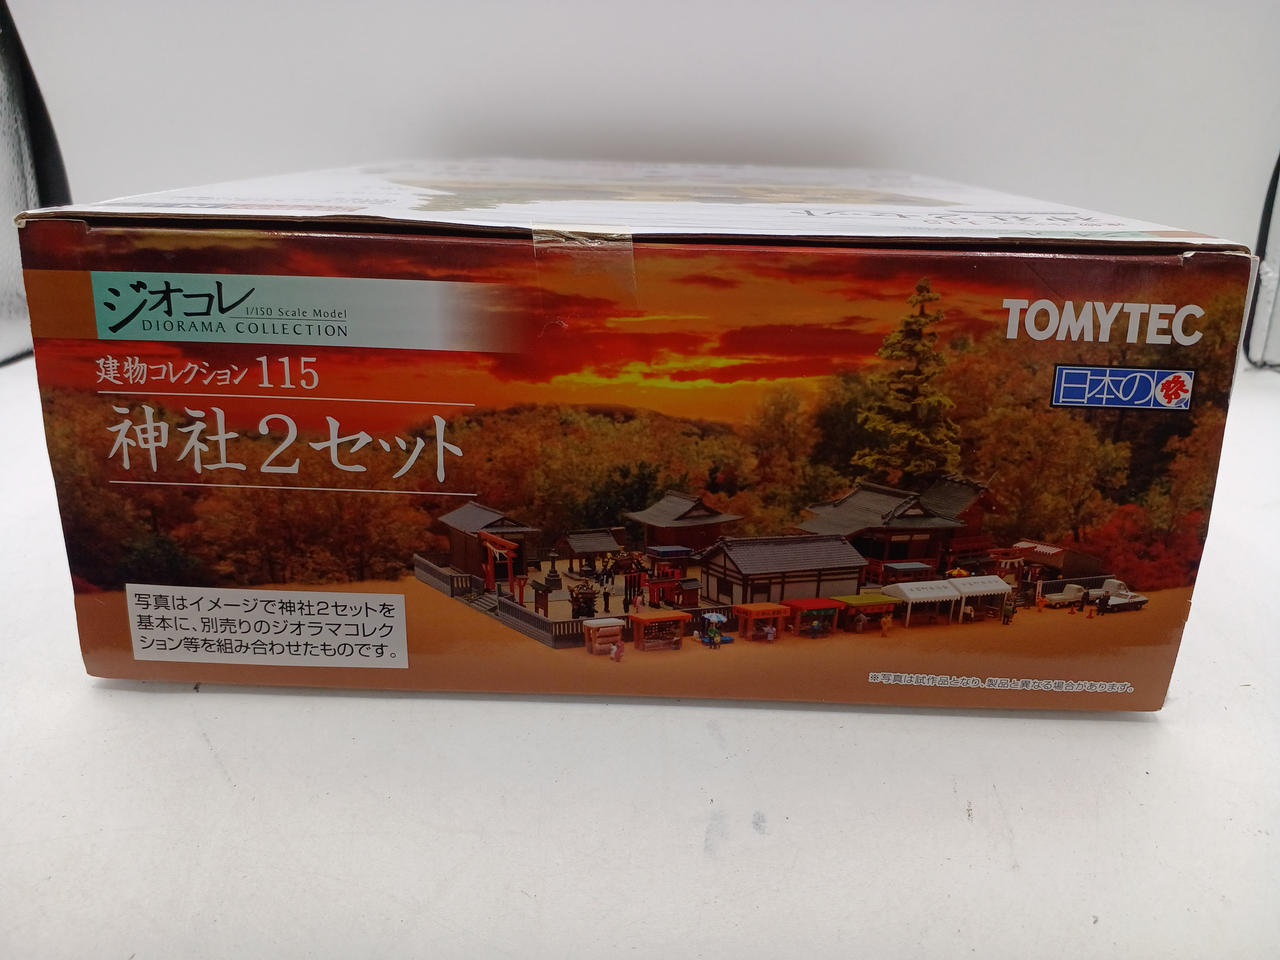 ジオコレ
1/150 Scale Model
DIORAMA COLLECTION
建物コレクション 115
神社2セット
TOMYTEC
日本の
写真はイメージで神社2セットを
基本に、別売りのジオラマコレク
ション等を組み合わせたものです。
※写真は試作品となり、製品と異なる場合があります。